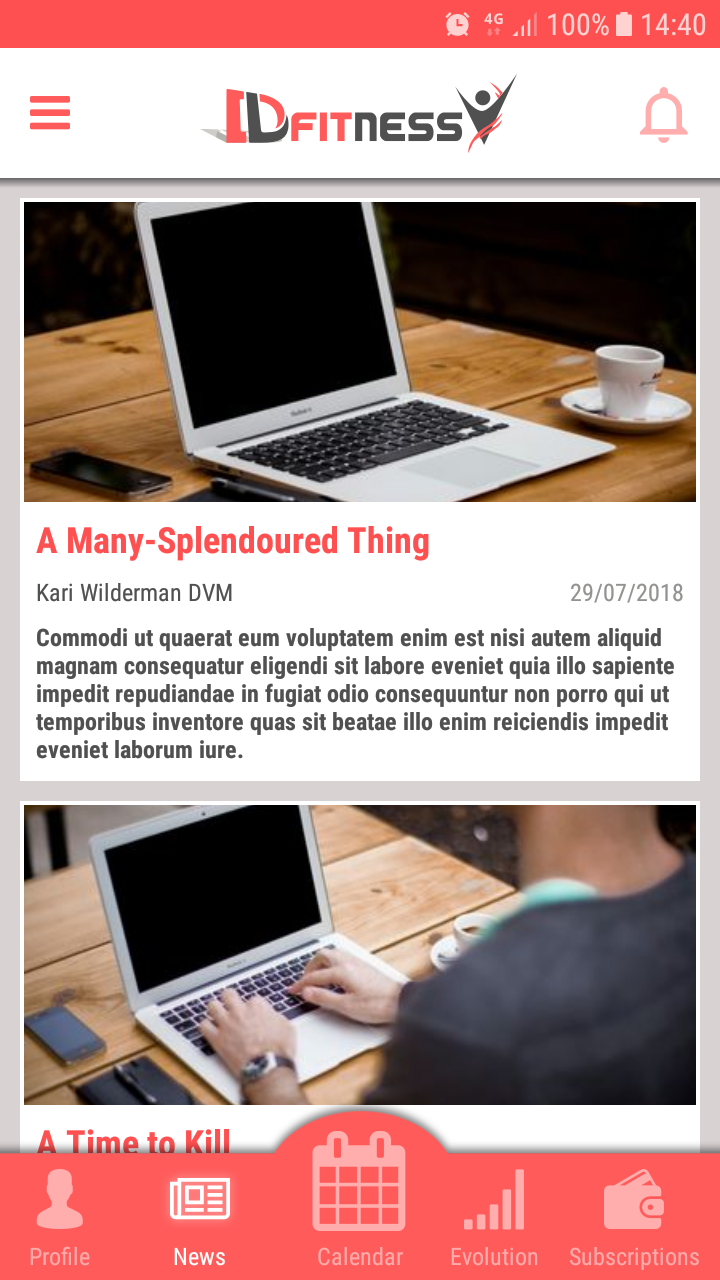 4G 100% 14:40
IDFITNESS
A Many-Splendoured Thing
Kari Wilderman DVM 29/07/2018
Commodi ut quaerat eum voluptatem enim est nisi autem aliquid
magnam consequatur eligendi sit labore eveniet quia illo sapiente
impedit repudiandae in fugiat odio consequuntur non porro qui ut
temporibus inventore quas sit beatae illo enim reiciendis impedit
eveniet laborum iure.
A Time to Kill
Profile News Calendar Evolution Subscriptions